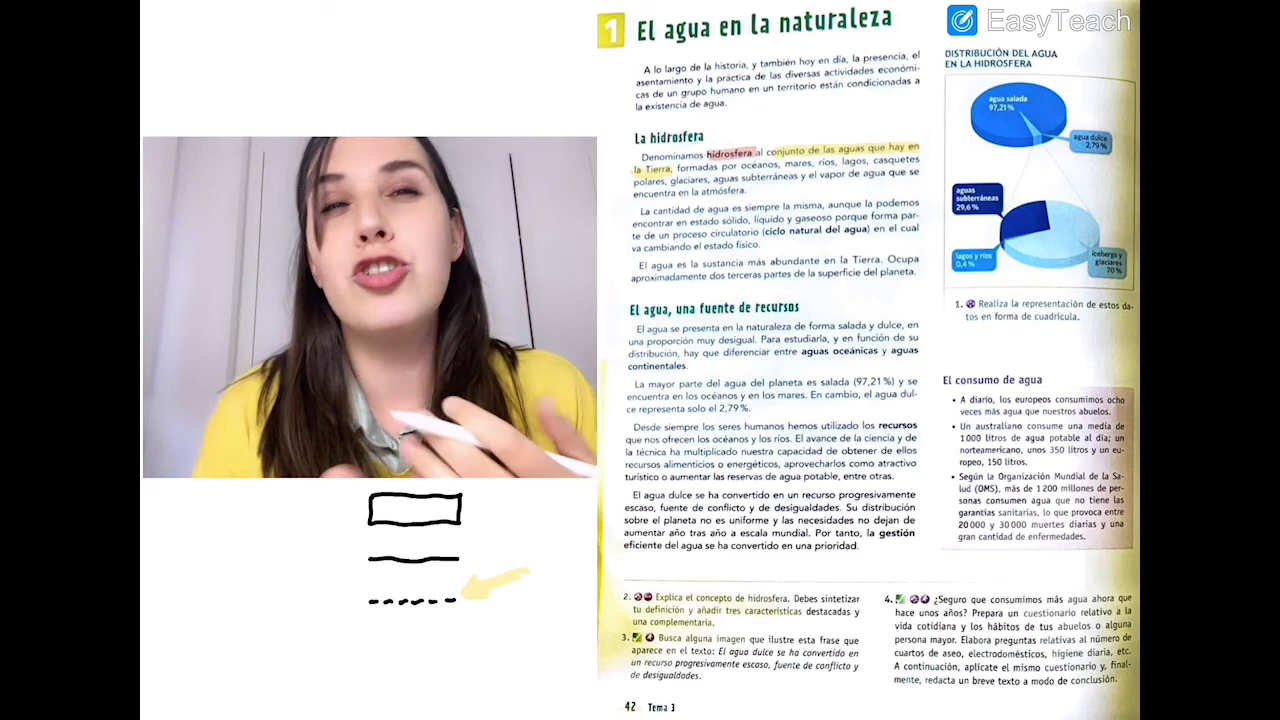 1 El agua en la naturaleza
A lo largo de la historia, y también hoy en día, la presencia, el
asentamiento y la práctica de las diversas actividades económi-
cas de un grupo humano en un territorio están condicionadas a
la existencia de agua.
La hidrosfera
Denominamos hidrosfera al conjunto de las aguas que hay en
la Tierra, formadas por océanos, mares, ríos, lagos, casquetes
polares, glaciares, aguas subterráneas y el vapor de agua que se
encuentra en la atmósfera.
La cantidad de agua es siempre la misma, aunque la podemos
encontrar en estado sólido, líquido y gaseoso porque forma par-
te de un proceso circulatorio (ciclo natural del agua) en el cual
va cambiando el estado físico.
El agua es la sustancia más abundante en la Tierra. Ocupa
aproximadamente dos terceras partes de la superficie del planeta.
El agua, una fuente de recursos
El agua se presenta en la naturaleza de forma salada y dulce, en
una proporción muy desigual. Para estudiarla, y en función de su
distribución, hay que diferenciar entre aguas oceánicas y aguas
continentales.
La mayor parte del agua del planeta es salada (97,21%) y se
encuentra en los océanos y en los mares. En cambio, el agua dul-
ce representa solo el 2,79%.
Desde siempre los seres humanos hemos utilizado los recursos
que nos ofrecen los océanos y los ríos. El avance de la ciencia y de
la técnica ha multiplicado nuestra capacidad de obtener de ellos
recursos alimenticios o energéticos, aprovecharlos como atractivo
turístico o aumentar las reservas de agua potable, entre otras.
El agua dulce se ha convertido en un recurso progresivamente
escaso, fuente de conflicto y de desigualdades. Su distribución
sobre el planeta no es uniforme y las necesidades no dejan de
aumentar año tras año a escala mundial. Por tanto, la gestión
eficiente del agua se ha convertido en una prioridad.
EasyTeach
DISTRIBUCIÓN DEL AGUA
EN LA HIDROSFERA
agua salada
97,21%
agua dulce
2,79%
aguas
subterráneas
29,6%
lagos y ríos
0,4%
icebergs y
glaciares
70%
1. Realiza la representación de estos da-
tos en forma de cuadrícula.
El consumo de agua
• A diario, los europeos consumimos ocho
veces más agua que nuestros abuelos.
• Un australiano consume una media de
1000 litros de agua potable al día; un
norteamericano, unos 350 litros y un eu-
ropeo, 150 litros.
• Según la Organización Mundial de la Sa-
lud (OMS), más de 1200 millones de per-
sonas consumen agua que no tiene las
garantías sanitarias, lo que provoca entre
20000 y 30000 muertes diarias y una
gran cantidad de enfermedades.
2. Explica el concepto de hidrosfera. Debes sintetizar
tu definición y añadir tres características destacadas y
una complementaria.
3. Busca alguna imagen que ilustre esta frase que
aparece en el texto: El agua dulce se ha convertido en
un recurso progresivamente escaso, fuente de conflicto y
de desigualdades.
4. ¿Seguro que consumimos más agua ahora que
hace unos años? Prepara un cuestionario relativo a la
vida cotidiana y los hábitos de tus abuelos o alguna
persona mayor. Elabora preguntas relativas al número de
cuartos de aseo, electrodomésticos, higiene diaria, etc.
A continuación, aplícate el mismo cuestionario y, final-
mente, redacta un breve texto a modo de conclusión.
42 Tema 3